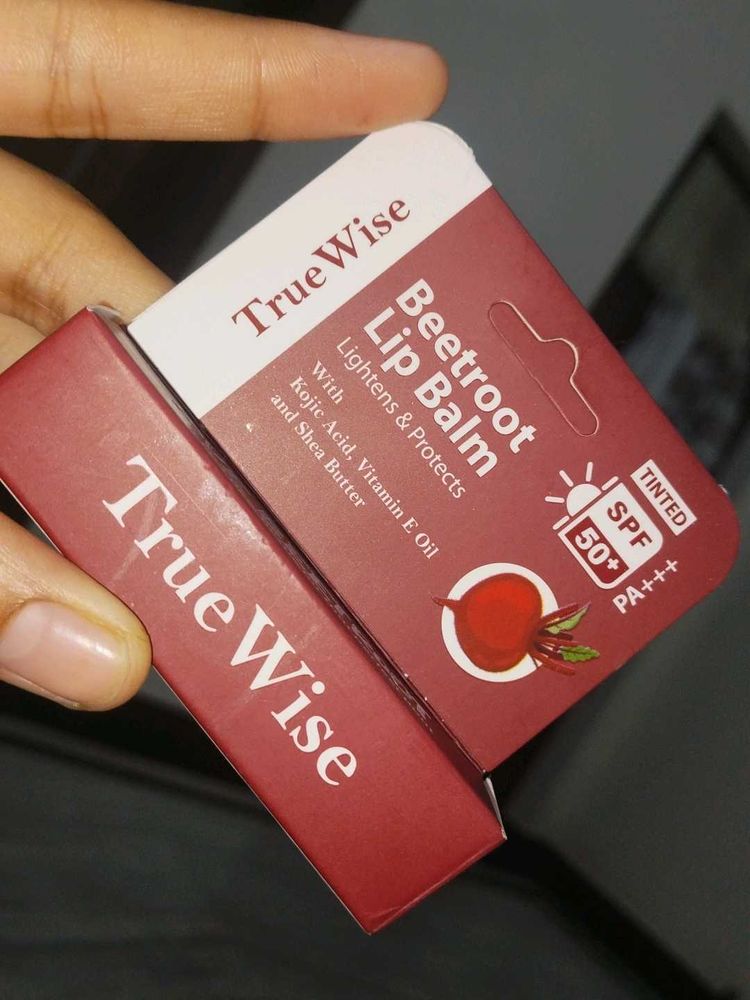 TrueWise
Beetroot
Lip Balm
Lightens & Protects
With
Kojic Acid, Vitamin E Oil
and Shea Butter
TINTED
SPF
50+
PA+++
TrueWise